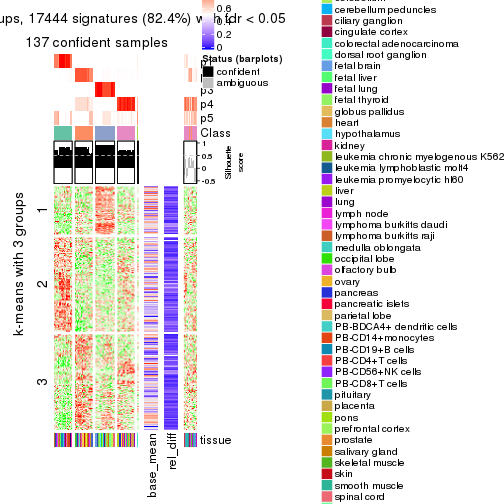 ups, 17444 signatures (82.4%) w
fdr < 0.05
137 confident samples
p4
p5
Class
1
0.5
0
-0.5
Silhouette
score
k-means with 3 groups
1
2
3
tissue
base_mean
rel_diff
0.6
0.4
0.2
0
Status (barplots)
confident
ambiguous
cerebellum peduncles
ciliary ganglion
cingulate cortex
colorectal adenocarcinoma
dorsal root ganglion
fetal brain
fetal liver
fetal lung
fetal thyroid
globus pallidus
heart
hypothalamus
kidney
leukemia chronic myelogenous K562
leukemia lymphoblastic molt4
leukemia promyelocytic hl60
liver
lung
lymph node
lymphoma burkitts daudi
lymphoma burkitts raji
medulla oblongata
occipital lobe
olfactory bulb
ovary
pancreas
pancreatic islets
parietal lobe
PB-BDCA4+ dendritic cells
PB-CD14+monocytes
PB-CD19+B cells
PB-CD4+T cells
PB-CD56+NK cells
PB-CD8+T cells
pituitary
placenta
pons
prefrontal cortex
prostate
salivary gland
skeletal muscle
skin
smooth muscle
spinal cord